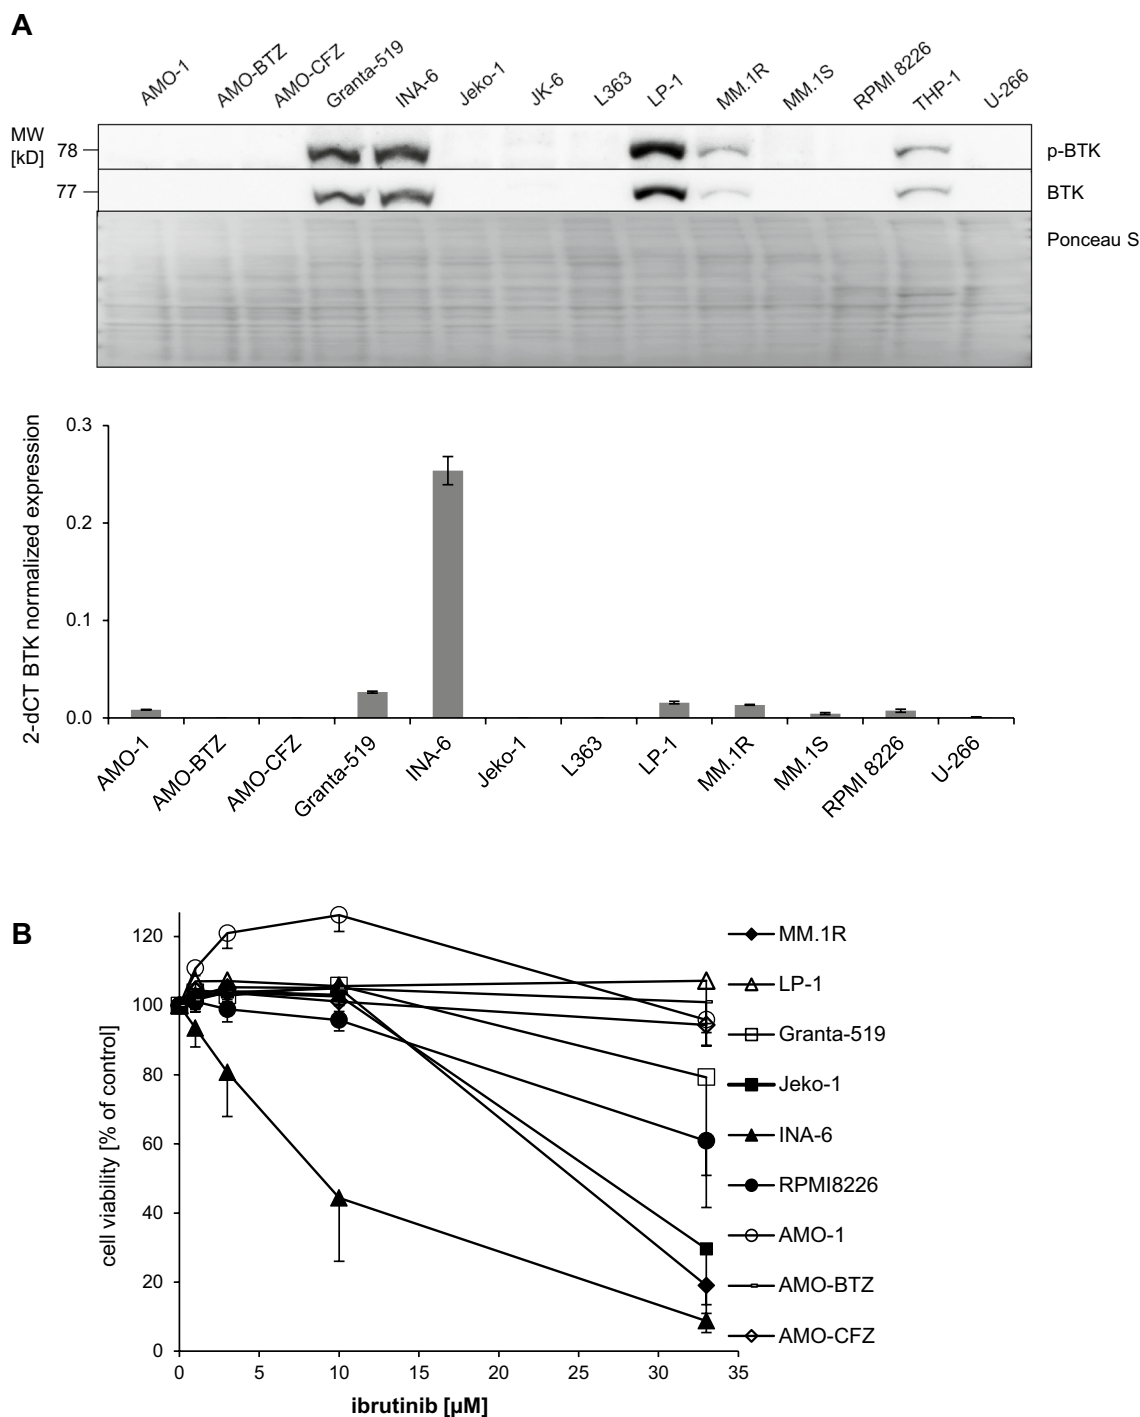 A
AMO-1 AMO-BTZ AMO-CFZ Granta-519 INA-6 Jeko-1 JK-6 L363 LP-1 MM.1R MM.1S RPMI 8226 THP-1 U-266
MW
[kD]
78
p-BTK
77
BTK
Ponceau S
2-dCT BTK normalized expression
0.3
0.2
0.1
0.0
AMO-1 AMO-BTZ AMO-CFZ Granta-519 INA-6 Jeko-1 L363 LP-1 MM.1R MM.1S RPMI 8226 U-266
B
cell viability [% of control]
120
100
80
60
40
20
0
0 5 10 15 20 25 30 35
ibrutinib [µM]
MM.1R
LP-1
Granta-519
Jeko-1
INA-6
RPMI8226
AMO-1
AMO-BTZ
AMO-CFZ